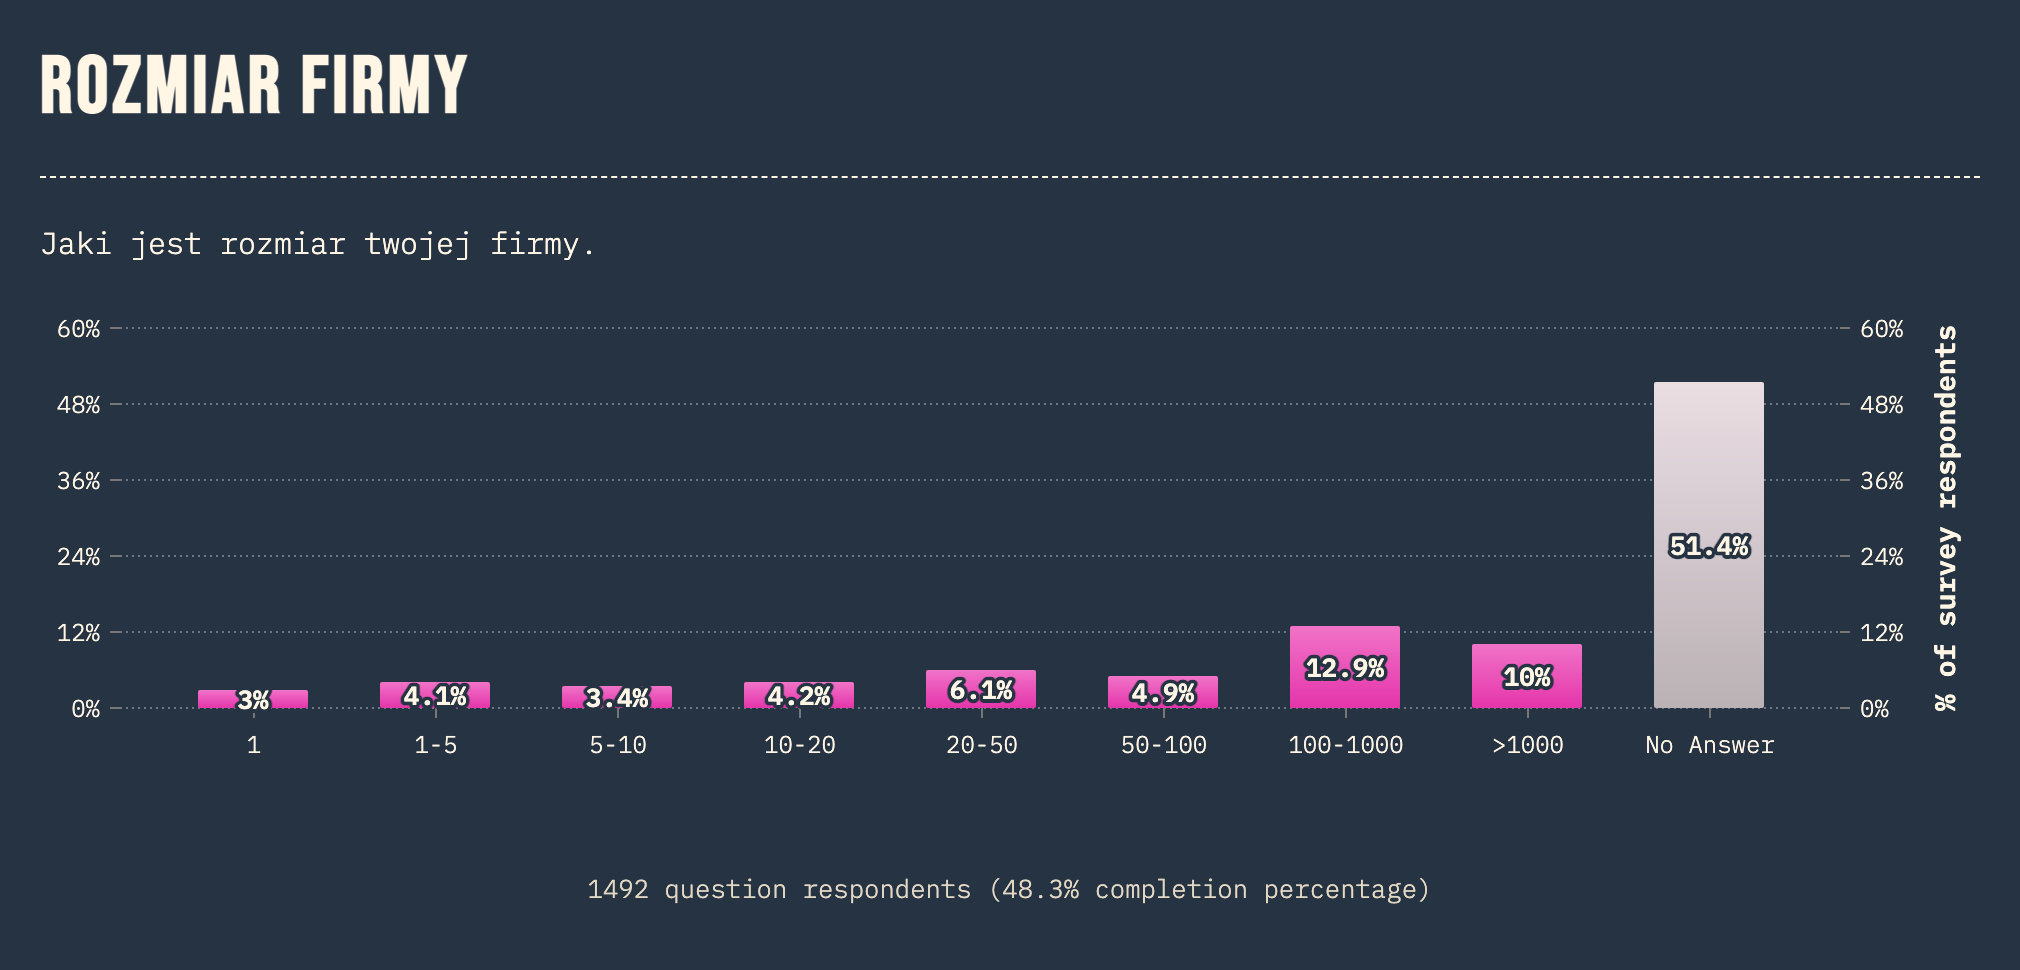 ROZMIAR FIRMY
Jaki jest rozmiar twojej firmy.
60% 60%
48% 48%
36% 36%
24% 24%
12% 12%
0% 0%
% of survey respondents
3% 4.1% 3.4% 4.2% 6.1% 4.9% 12.9% 10% 51.4%
1 1-5 5-10 10-20 20-50 50-100 100-1000 >1000 No Answer
1492 question respondents (48.3% completion percentage)